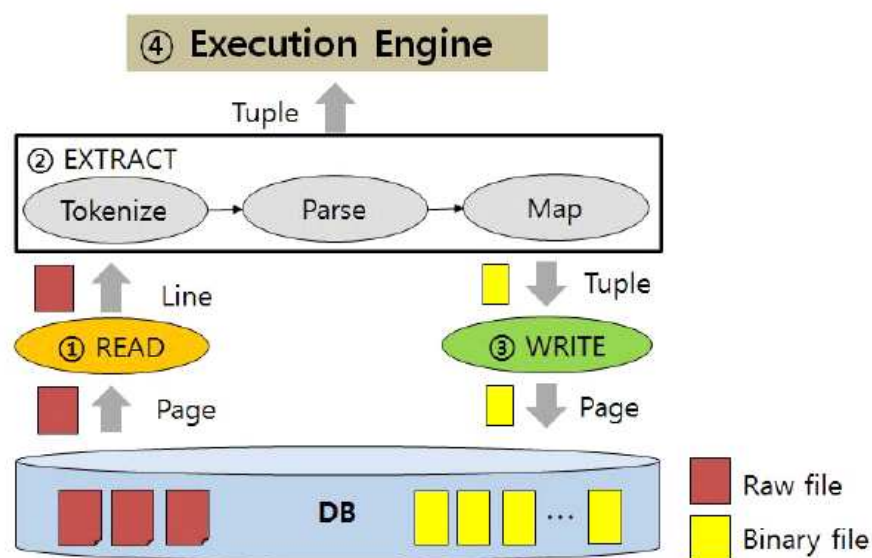 ④ Execution Engine
Tuple
② EXTRACT
Tokenize
Parse
Map
Line
Tuple
① READ
③ WRITE
Page
Page
DB
...
Raw file
Binary file